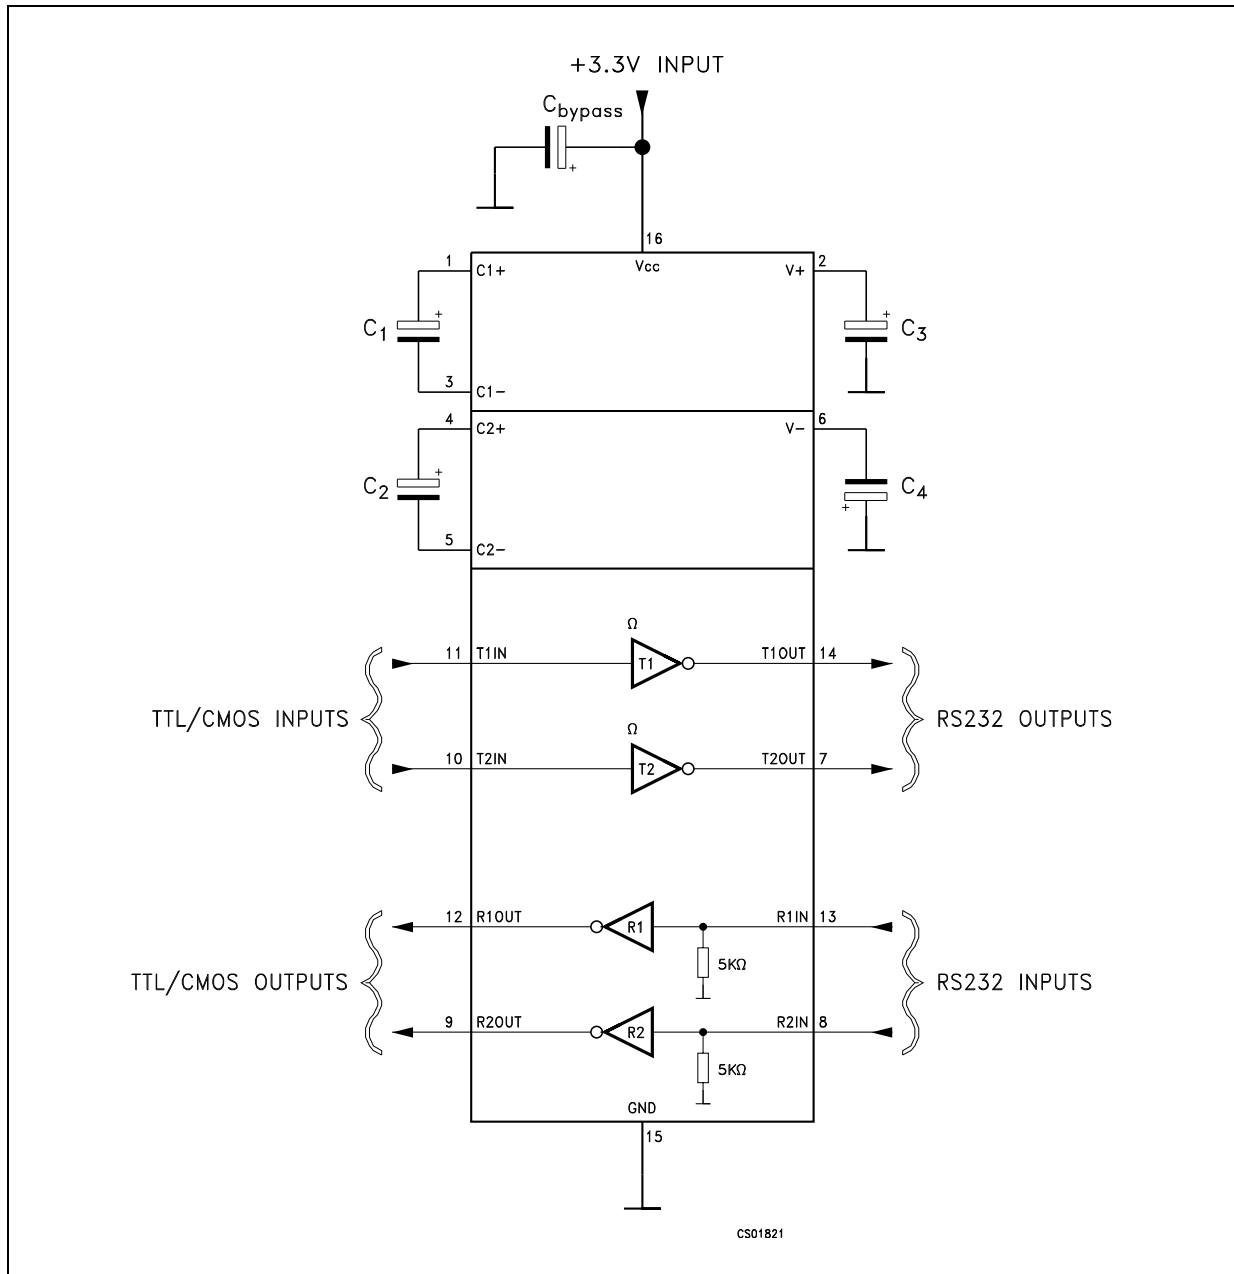 +3.3V INPUT
Cbypass
+
16
1
C1+
Vcc
V+
2
C1
+
+
C3
3
C1-
4
C2+
V-
6
C2
+
+
C4
5
C2-
Ω
11
T1IN
T1
T1OUT
14
TTL/CMOS INPUTS
RS232 OUTPUTS
Ω
10
T2IN
T2
T2OUT
7
12
R1OUT
R1
R1IN
13
5KΩ
TTL/CMOS OUTPUTS
RS232 INPUTS
9
R2OUT
R2
R2IN
8
5KΩ
GND
15
CS01821